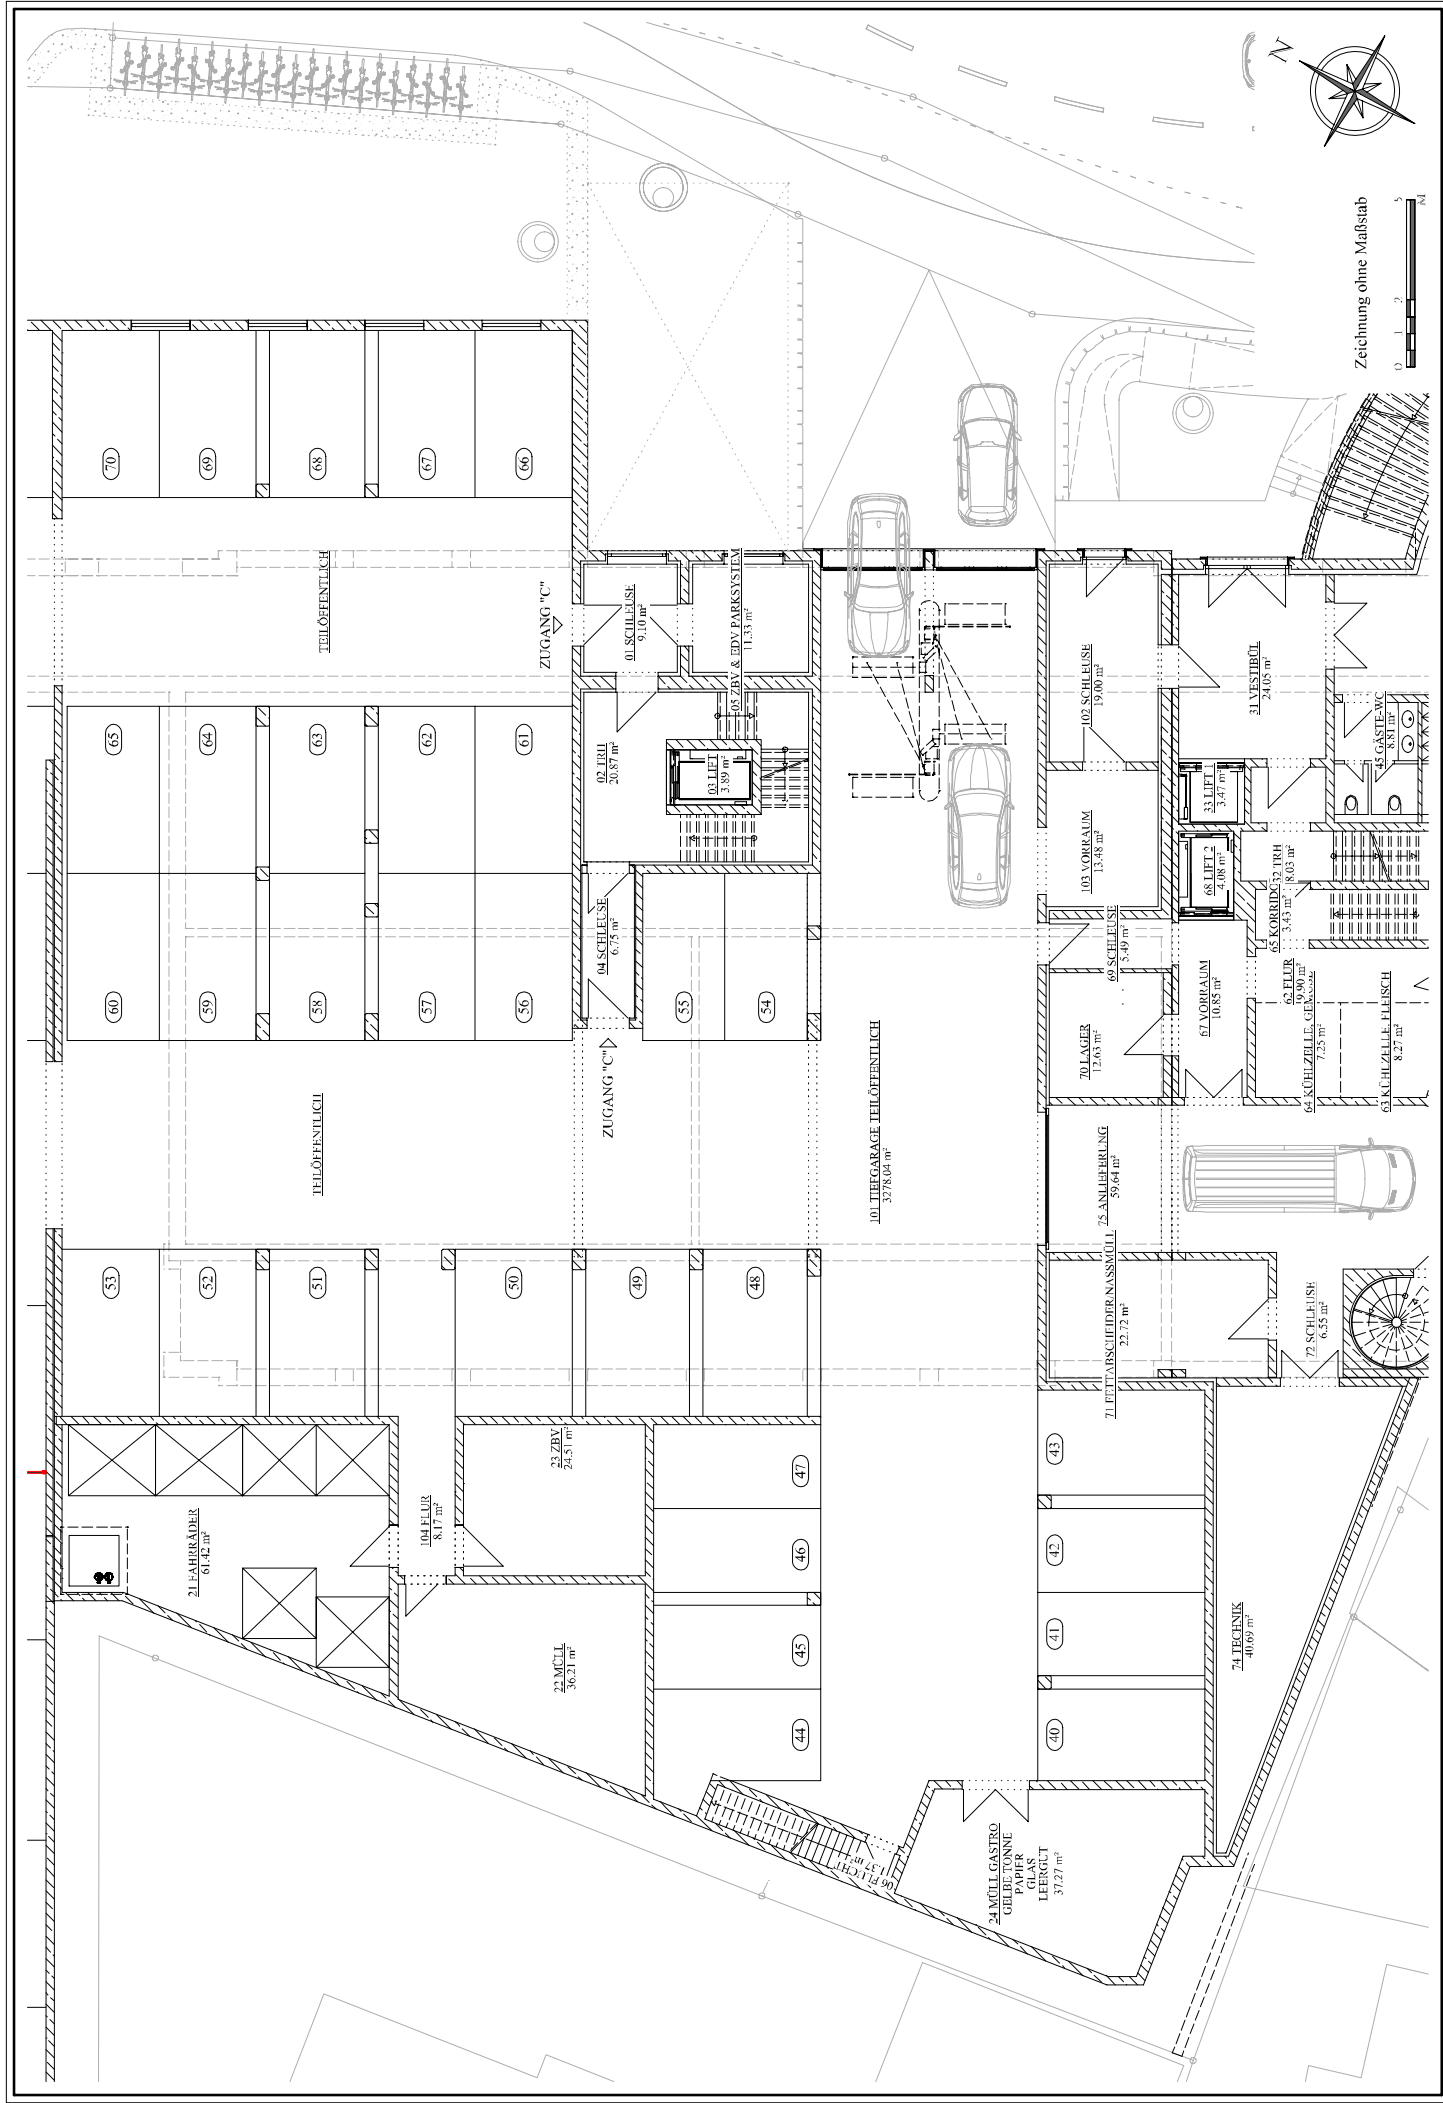 N
Zeichnung ohne Maßstab
0 1 2 5
M
70
69
68
67
66
TEILÖFFENTLICH
ZUGANG "C"
01 SCHLEUSE
9.10 m²
05 ZBV & EDV PARKSYSTEM
11.33 m²
65
64
63
62
61
02 TRH
20.87 m²
03 LIFT
3.89 m²
102 SCHLEUSE
19.00 m²
31 VESTIBÜL
24.05 m²
45 GÄSTE-WC
8.81 m²
33 LIFT 1
3.47 m²
103 VORRAUM
13.48 m²
68 LIFT 2
4.08 m²
32 TRH
8.03 m²
65 KORRIDOR
3.43 m²
60
59
58
57
56
04 SCHLEUSE
6.75 m²
55
54
69 SCHLEUSE
5.49 m²
67 VORRAUM
10.85 m²
62 FLUR
70 LAGER
12.63 m²
64 KÜHLZELLE, GEMÜSE
7.25 m²
63 KÜHLZELLE, FLEISCH
8.27 m²
TEILÖFFENTLICH
ZUGANG "C"
101 TIEFGARAGE TEILÖFFENTLICH
3278.04 m²
75 ANLIEFERUNG
59.64 m²
53
52
51
50
49
48
71 FETTABSCHEIDER/NASSMÜLL
22.72 m²
72 SCHLEUSE
6.55 m²
21 FAHRRÄDER
61.42 m²
104 FLUR
8.17 m²
23 ZBV
24.51 m²
22 MÜLL
36.21 m²
47
46
45
44
43
42
41
40
74 TECHNIK
40.69 m²
06 FLUCHT
24 MÜLL GASTRO
GELBE TONNE
PAPIER
GLAS
LEERGUT
37.27 m²